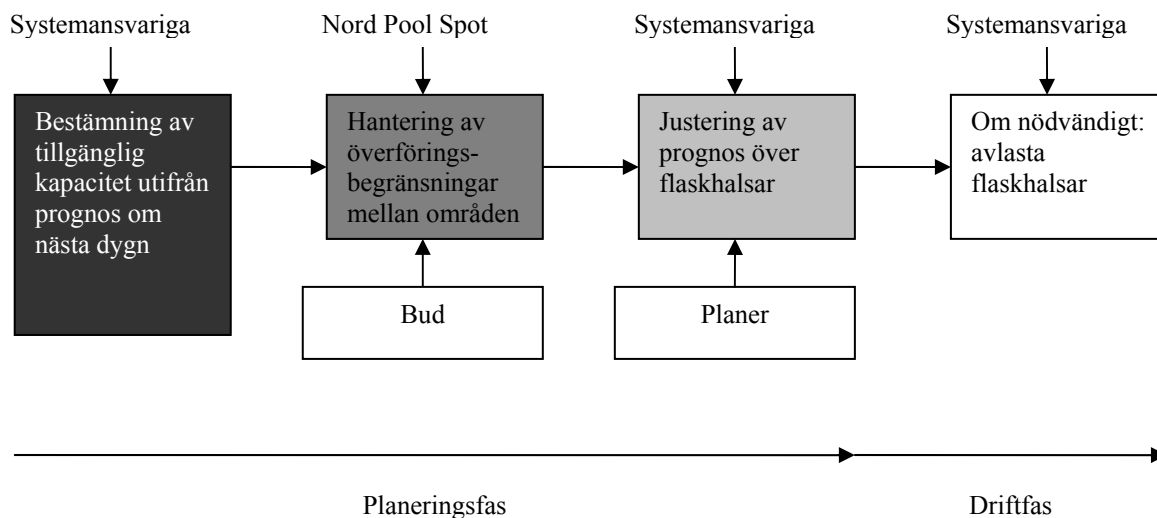 Systemansvariga
Nord Pool Spot
Systemansvariga
Systemansvariga
Bestämning av
tillgänglig
kapacitet utifrån
prognos om
nästa dygn
Hantering av
överförings-
begränsningar
mellan områden
Justering av
prognos över
flaskhalsar
Om nödvändigt:
avlasta
flaskhalsar
Bud
Planer
Planeringsfas
Driftfas